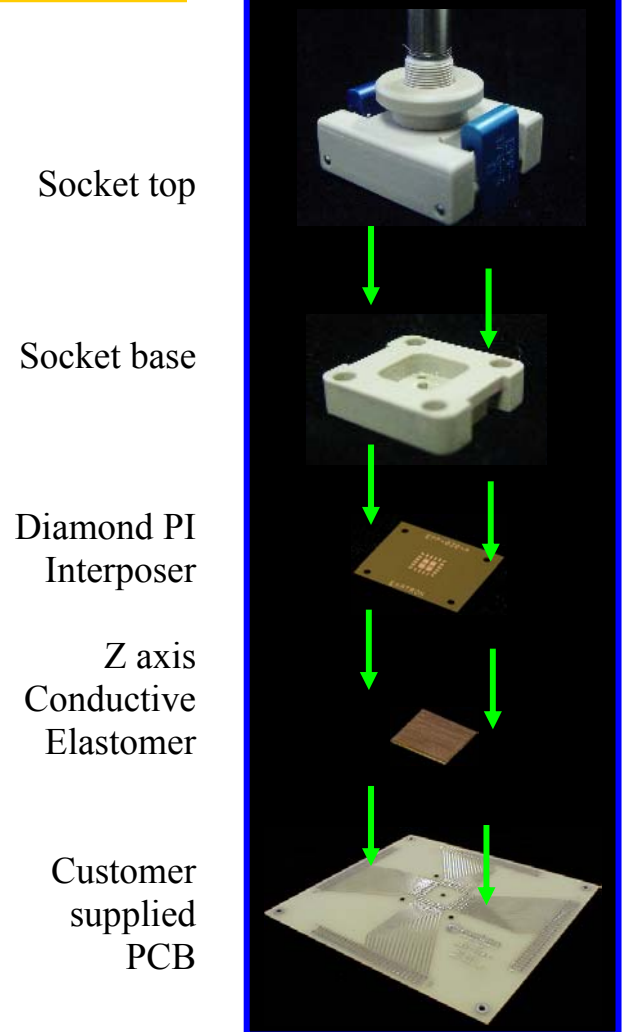 Socket top
Socket base
Diamond PI
Interposer
Z axis
Conductive
Elastomer
Customer
supplied
PCB